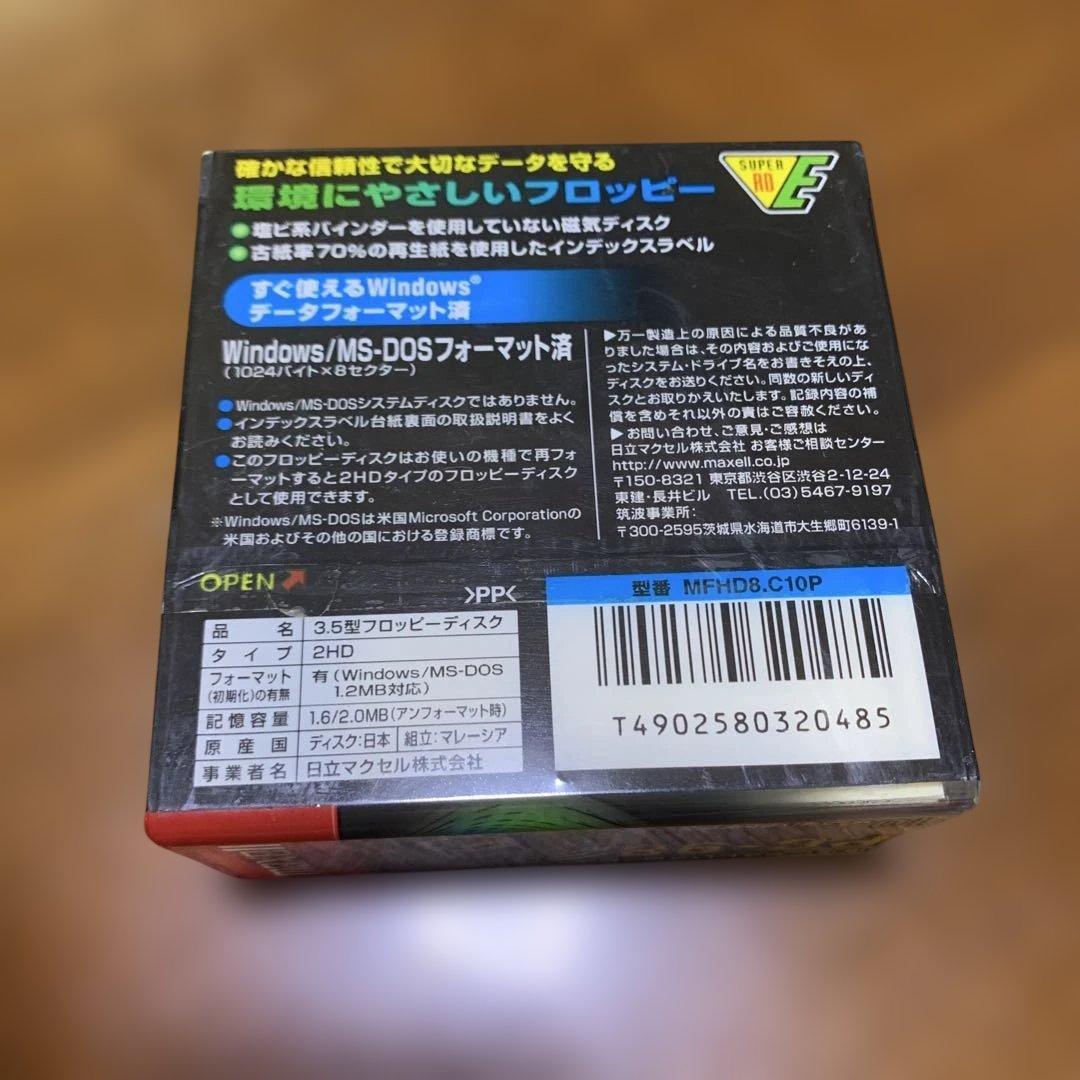 確かな信頼性で大切なデータを守る
環境にやさしいフロッピー
SUPER
RD
E
●塩ビ系バインダーを使用していない磁気ディスク
●古紙率70%の再生紙を使用したインデックスラベル
すぐ使えるWindows®
データフォーマット済
Windows/MS-DOSフォーマット済
(1024バイト×8セクター)
●Windows/MS-DOSシステムディスクではありません。
●インデックスラベル台紙裏面の取扱説明書をよく
お読みください。
●このフロッピーディスクはお使いの機種で再フォ
ーマットすると2HDタイプのフロッピーディスク
として使用できます。
※Windows/MS-DOSは米国Microsoft Corporationの
米国およびその他の国における登録商標です。
▶万一製造上の原因による品質不良があ
りました場合は、その内容およびご使用にな
ったシステム・ドライブ名をお書きそえの上、
ディスクをお送りください。同数の新しいディ
スクとお取りかえいたします。記録内容の補
償を含めそれ以外の責はご容赦ください。
▶お問い合わせ、ご意見・ご感想は
日立マクセル株式会社 お客様ご相談センター
http://www.maxell.co.jp
〒150-8321 東京都渋谷区渋谷2-12-24
東建・長井ビル TEL.(03)5467-9197
筑波事業所:
〒300-2595茨城県水海道市大生郷町6139-1
OPEN
>PP<
型番 MFHD8.C10P
T4902580320485
品名 3.5型フロッピーディスク
タイプ 2HD
フォーマット(初期化)の有無 有(Windows/MS-DOS
1.2MB対応)
記憶容量 1.6/2.0MB(アンフォーマット時)
原産国 ディスク:日本 組立:マレーシア
事業者名 日立マクセル株式会社